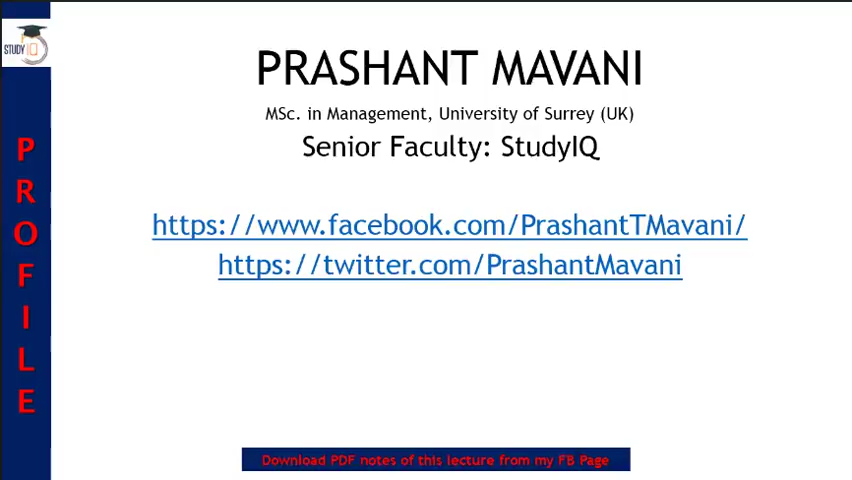 STUDY IQ
PRASHANT MAVANI
MSc. in Management, University of Surrey (UK)
Senior Faculty: StudyIQ
https://www.facebook.com/PrashantTMavani/
https://twitter.com/PrashantMavani
PROFILE
Download PDF notes of this lecture from my FB Page